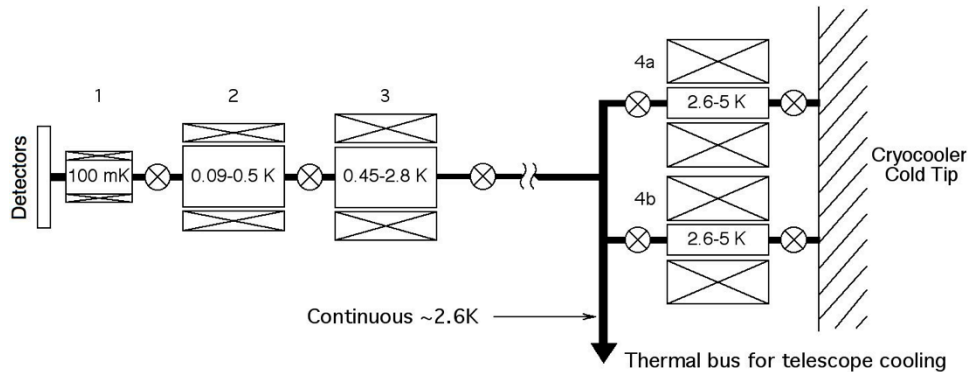 1
2
3
4a
4b
Detectors
100 mK
0.09-0.5 K
0.45-2.8 K
2.6-5 K
2.6-5 K
Cryocooler
Cold Tip
Continuous ~2.6K
Thermal bus for telescope cooling